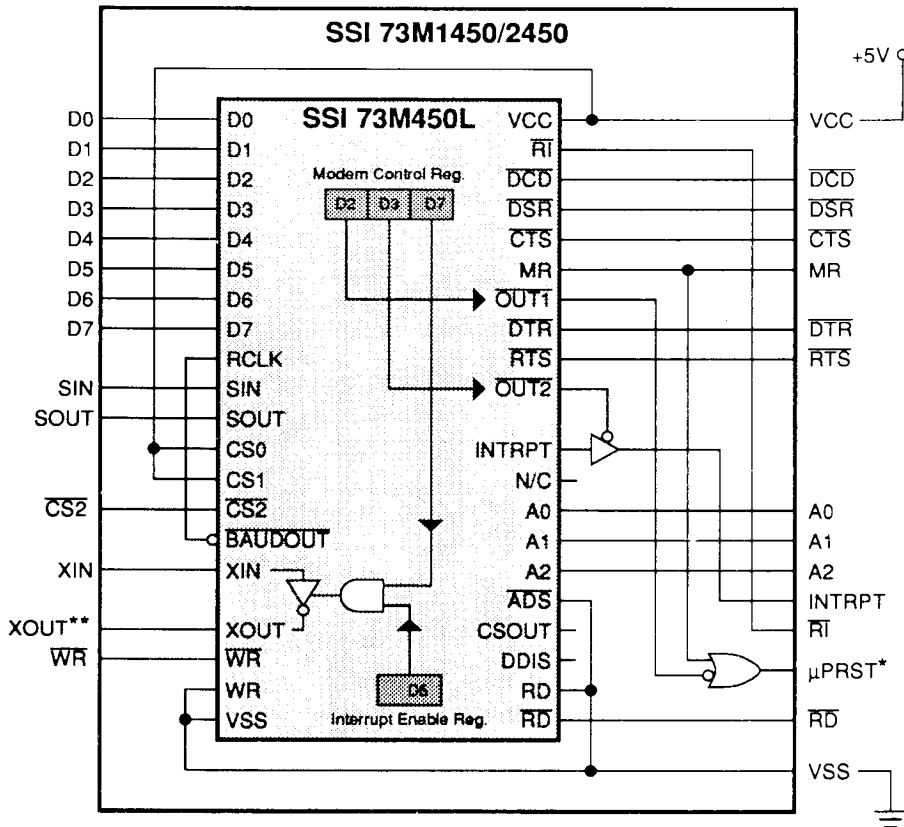 SSI 73M1450/2450
+5V
D0
D1
D2
D3
D4
D5
D6
D7
SIN
SOUT
CS2
XIN
XOUT**
WR
SSI 73M450L
D0
D1
D2
D3
D4
D5
D6
D7
RCLK
SIN
SOUT
CS0
CS1
CS2
BAUDOUT
XIN
XOUT
WR
WR
VSS
Modem Control Reg.
D2 D3 D7
Interrupt Enable Reg.
VCC
RI
DCD
DSR
CTS
MR
OUT1
DTR
RTS
OUT2
INTRPT
N/C
A0
A1
A2
ADS
CSOUT
DDIS
RD
RD
VCC
DCD
DSR
CTS
MR
DTR
RTS
A0
A1
A2
INTRPT
RI
µPRST*
RD
VSS